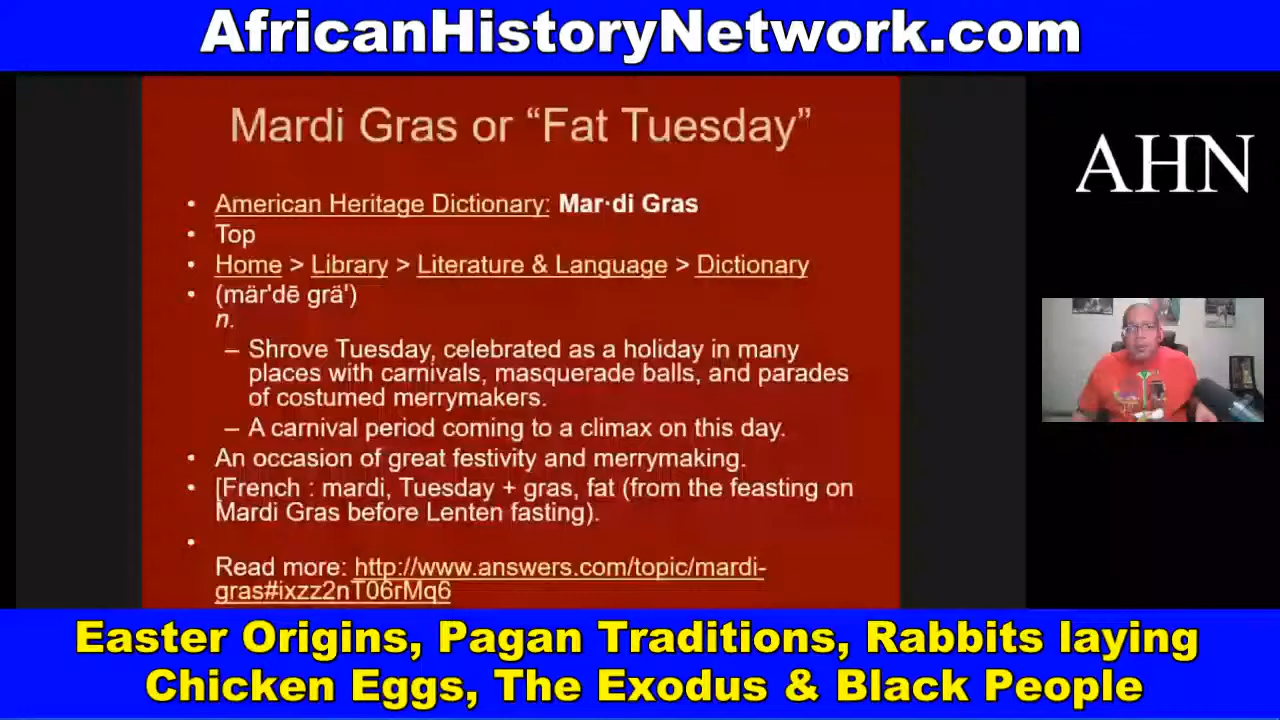 AfricanHistoryNetwork.com
Mardi Gras or “Fat Tuesday”
AHN
• American Heritage Dictionary: Mar·di Gras
• Top
• Home > Library > Literature & Language > Dictionary
• (mär'dē grä')
n.
– Shrove Tuesday, celebrated as a holiday in many
places with carnivals, masquerade balls, and parades
of costumed merrymakers.
– A carnival period coming to a climax on this day.
• An occasion of great festivity and merrymaking.
• [French : mardi, Tuesday + gras, fat (from the feasting on
Mardi Gras before Lenten fasting).
•
Read more: http://www.answers.com/topic/mardi-
gras#ixzz2nT06rMq6
Easter Origins, Pagan Traditions, Rabbits laying
Chicken Eggs, The Exodus & Black People